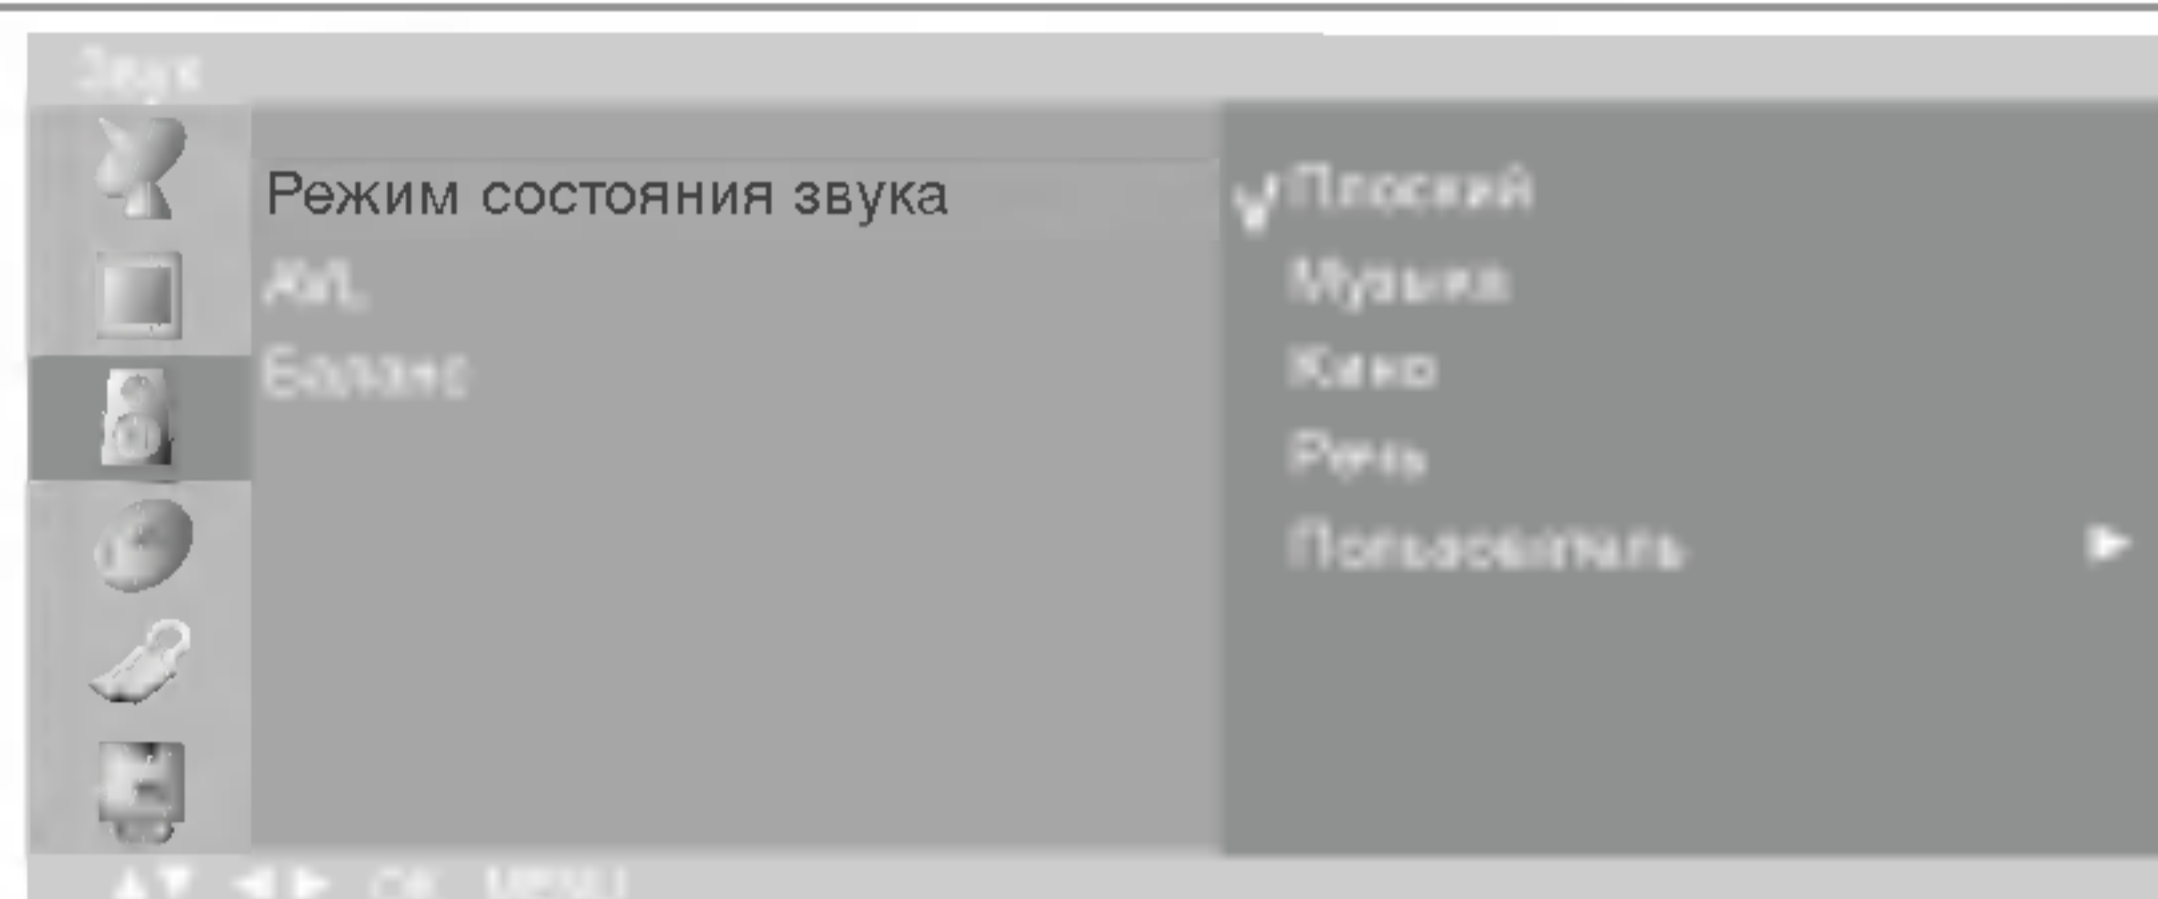 Звук
Режим состояния звука
AVL
Баланс
Плоский
Музыка
Кино
Речь
Пользователь
OK MENU